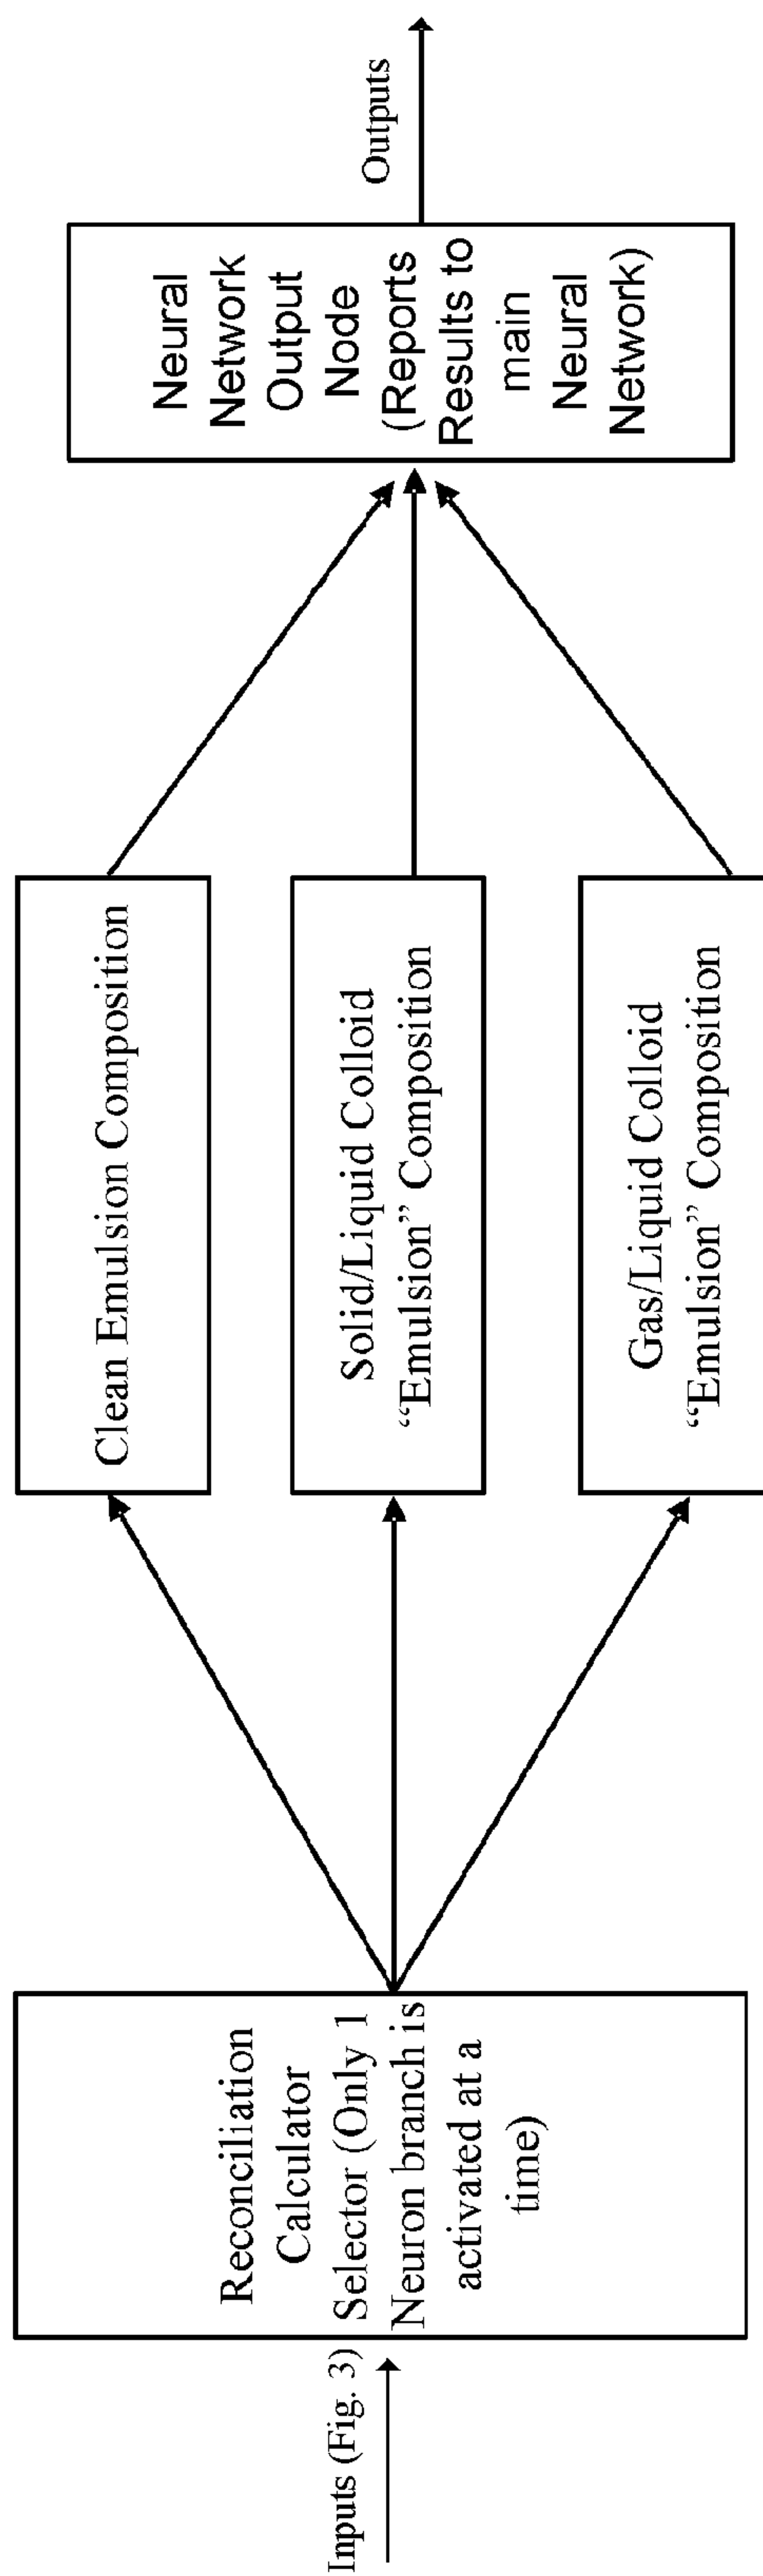 Inputs (Fig. 3)
Reconciliation
Calculator
Selector (Only 1
Neuron branch is
activated at a
time)
Clean Emulsion Composition
Solid/Liquid Colloid
“Emulsion” Composition
Gas/Liquid Colloid
“Emulsion” Composition
Neural
Network
Output
Node
(Reports
Results to
main
Neural
Network)
Outputs